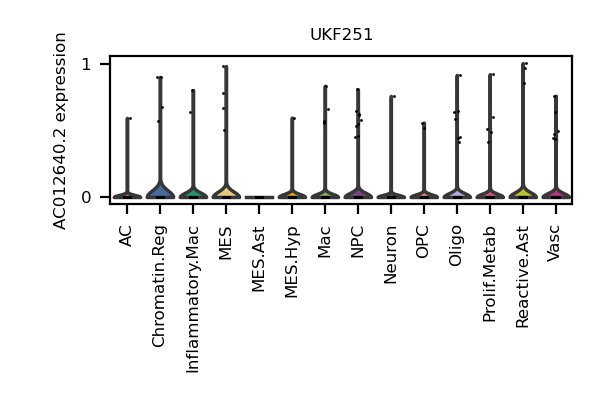 UKF251
AC012640.2 expression
1
0
AC
Chromatin.Reg
Inflammatory.Mac
MES
MES.Ast
MES.Hyp
Mac
NPC
Neuron
OPC
Oligo
Prolif.Metab
Reactive.Ast
Vasc